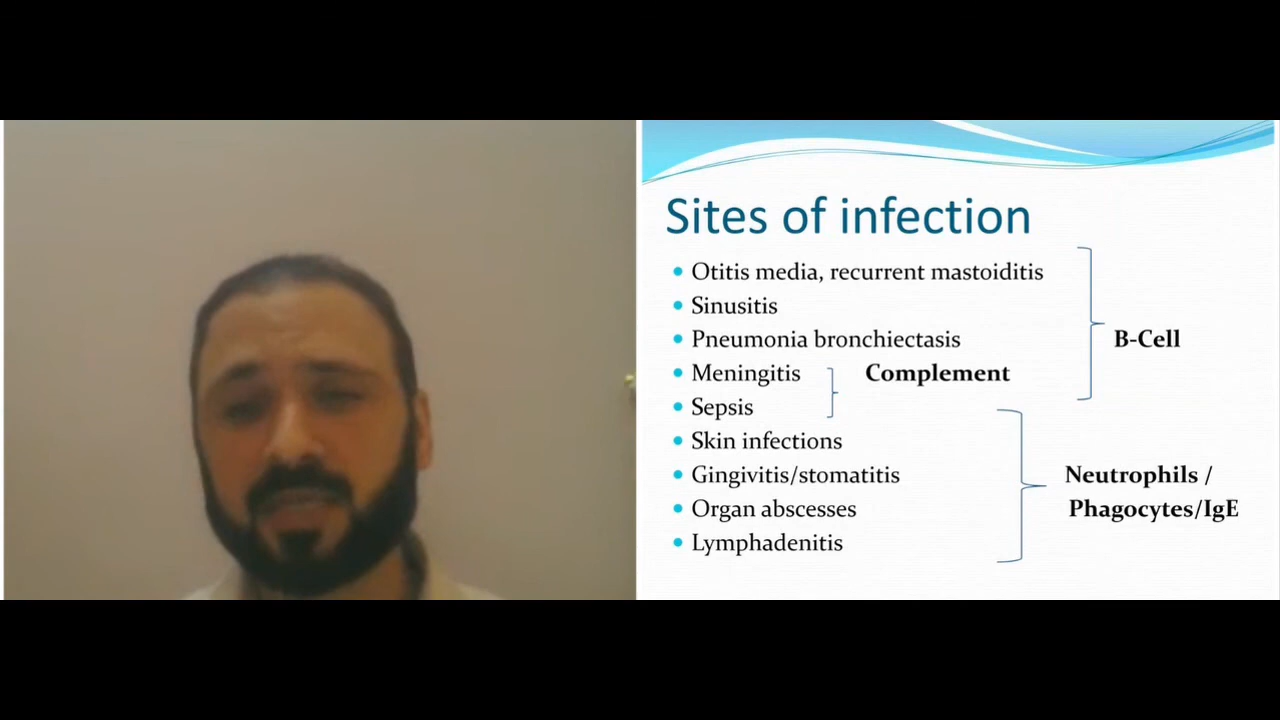 Sites of infection
Otitis media, recurrent mastoiditis
Sinusitis
Pneumonia bronchiectasis
B-Cell
Meningitis
Complement
Sepsis
Skin infections
Gingivitis/stomatitis
Neutrophils /
Organ abscesses
Phagocytes/IgE
Lymphadenitis